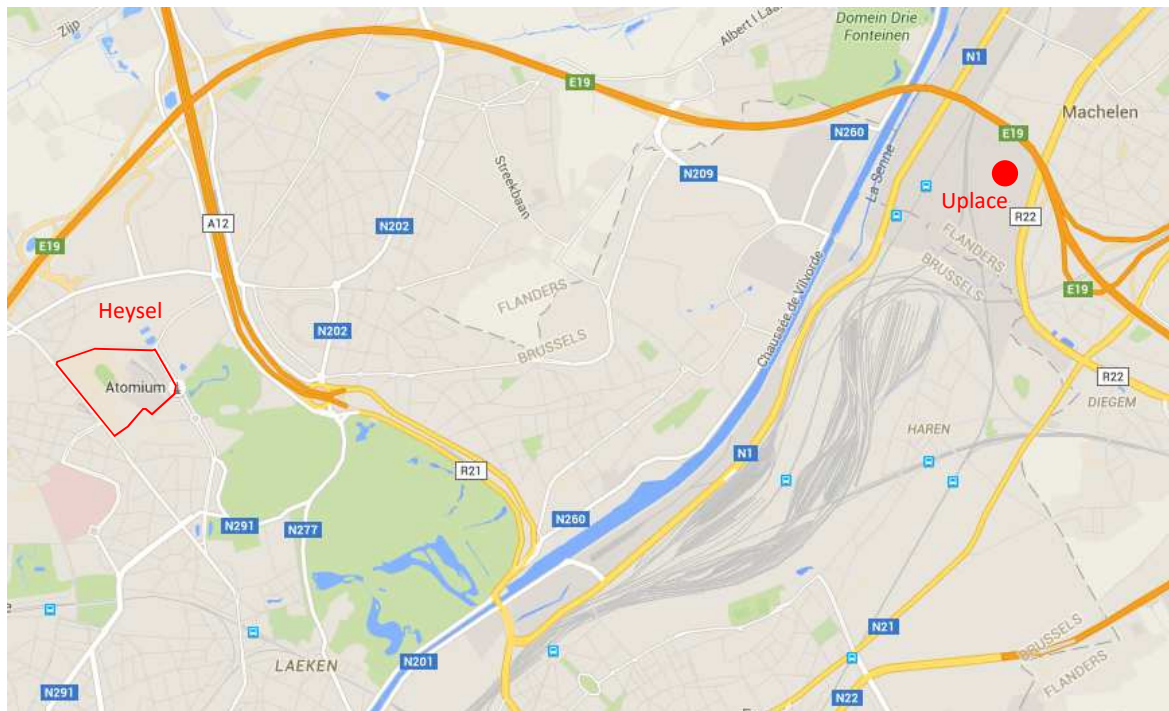 Zijp
Albert I Laa
Domein Drie
Fonteinen
N1
E19
Machelen
N260
E19
La Senne
Streekbaan
N209
Uplace
R22
A12
N202
E19
FLANDERS
BRUSSELS
FLANDERS
E19
Chaussée de Vilvorde
Heysel
N202
BRUSSELS
Atomium
R22
DIEGEM
HAREN
N1
R21
N260
N291
N277
N21
BRUSSELS
FLANDERS
LAEKEN
N201
N291
N22